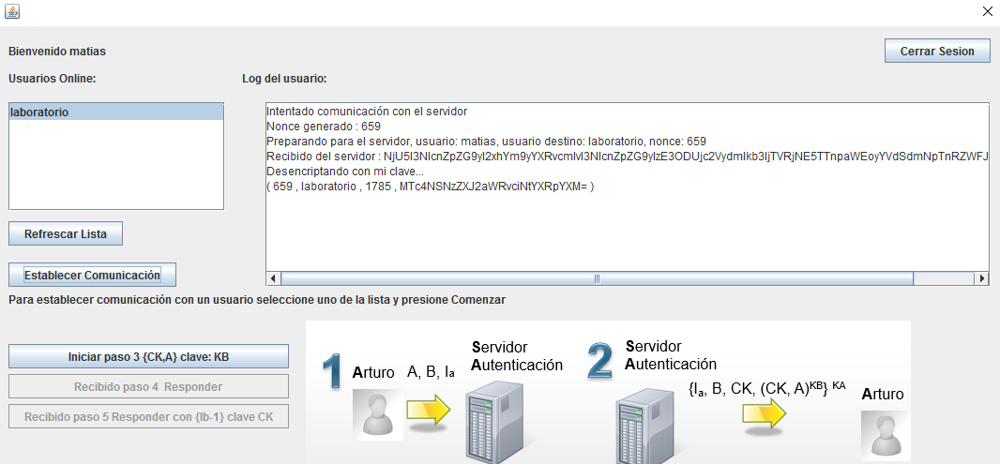 Bienvenido matias
Cerrar Sesion
Usuarios Online:
Log del usuario:
laboratorio
Intentado comunicación con el servidor
Nonce generado : 659
Preparando para el servidor, usuario: matias, usuario destino: laboratorio, nonce: 659
Recibido del servidor :
Desencriptando con mi clave...
( 659 , laboratorio , 1785 , MTc4NSNzZXJ2aWRvciNtYXRpYXM= )
Refrescar Lista
Establecer Comunicación
Para establecer comunicación con un usuario seleccione uno de la lista y presione Comenzar
Iniciar paso 3 {CK,A} clave: KB
Recibido paso 4 Responder
Recibido paso 5 Responder con {Ib-1} clave CK
1
Arturo
A, B, Ia
Servidor
Autenticación
2
Servidor
Autenticación
{Ia, B, CK, (CK, A)KB} KA
Arturo